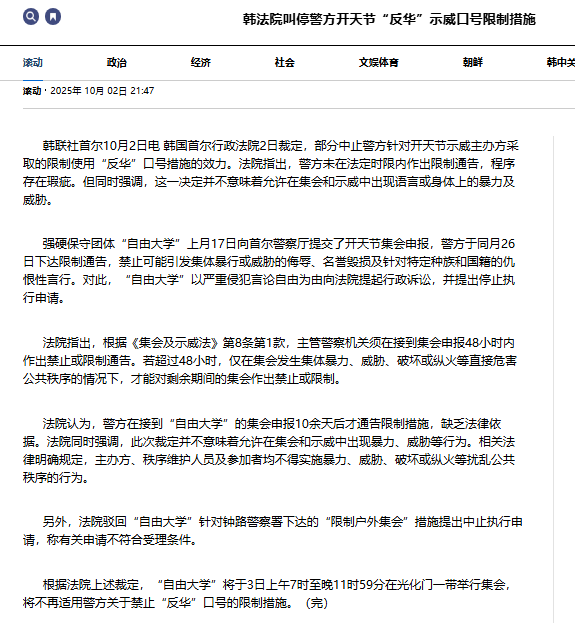 韩法院叫停警方开天节“反华”示威口号限制措施
滚动 政治 经济 社会 文娱体育 朝鲜 韩中关
滚动 · 2025年 10月 02日 21:47
韩联社首尔10月2日电 韩国首尔行政法院2日裁定，部分中止警方针对开天节示威主办方采
取的限制使用“反华”口号措施的效力。法院指出，警方未在法定时限内作出限制通告，程序
存在瑕疵。但同时强调，这一决定并不意味着允许在集会和示威中出现语言或身体上的暴力及
威胁。
强硬保守团体“自由大学”上月17日向首尔警察厅提交了开天节集会申报，警方于同月26
日下达限制通告，禁止可能引发集体暴行或威胁的侮辱、名誉毁损及针对特定种族和国籍的仇
恨性言行。对此，“自由大学”以严重侵犯言论自由为由向法院提起行政诉讼，并提出停止执
行申请。
法院指出，根据《集会及示威法》第8条第1款，主管警察机关须在接到集会申报48小时内
作出禁止或限制通告。若超过48小时，仅在集会发生集体暴力、威胁、破坏或纵火等直接危害
公共秩序的情况下，才能对剩余期间的集会作出禁止或限制。
法院认为，警方在接到“自由大学”的集会申报10余天后才通告限制措施，缺乏法律依
据。法院同时强调，此次裁定并不意味着允许在集会和示威中出现暴力、威胁等行为。相关法
律明确规定，主办方、秩序维护人员及参加者均不得实施暴力、威胁、破坏或纵火等扰乱公共
秩序的行为。
另外，法院驳回“自由大学”针对钟路警察署下达的“限制户外集会”措施提出中止执行申
请，称有关申请不符合受理条件。
根据法院上述裁定，“自由大学”将于3日上午7时至晚11时59分在光化门一带举行集会，
将不再适用警方关于禁止“反华”口号的限制措施。（完）